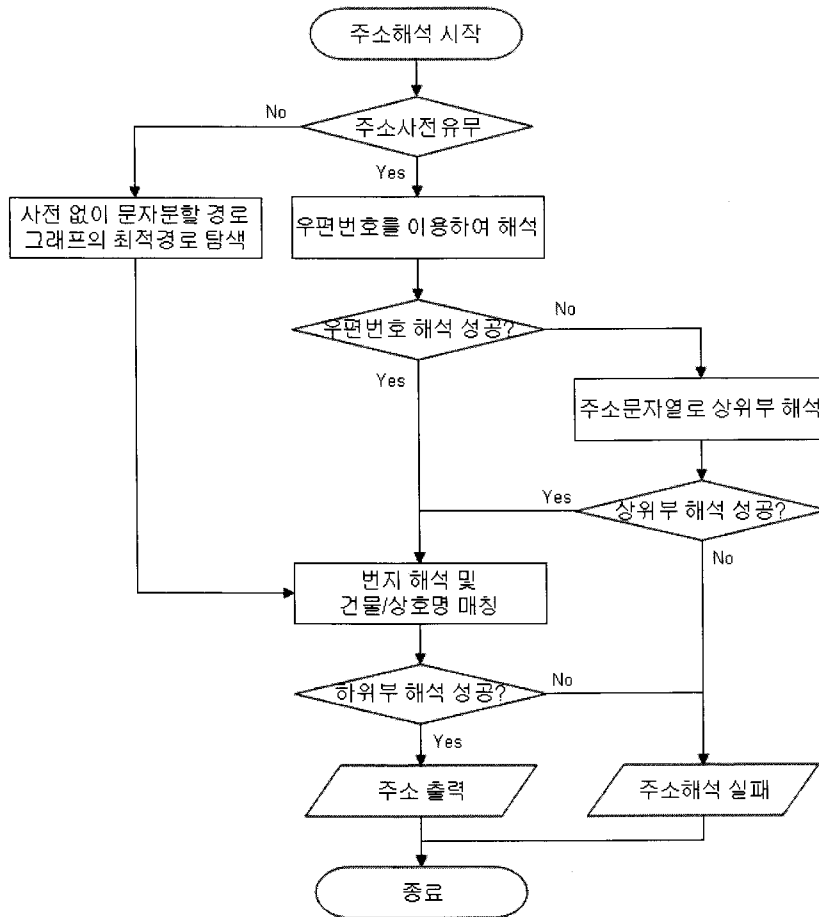 주소해석 시작
No
주소사전유무
Yes
사전 없이 문자분할 경로
그래프의 최적경로 탐색
우편번호를 이용하여 해석
우편번호 해석 성공?
No
Yes
주소문자열로 상위부 해석
Yes
상위부 해석 성공?
No
번지 해석 및
건물/상호명 매칭
하위부 해석 성공?
No
Yes
주소 출력
주소해석 실패
종료